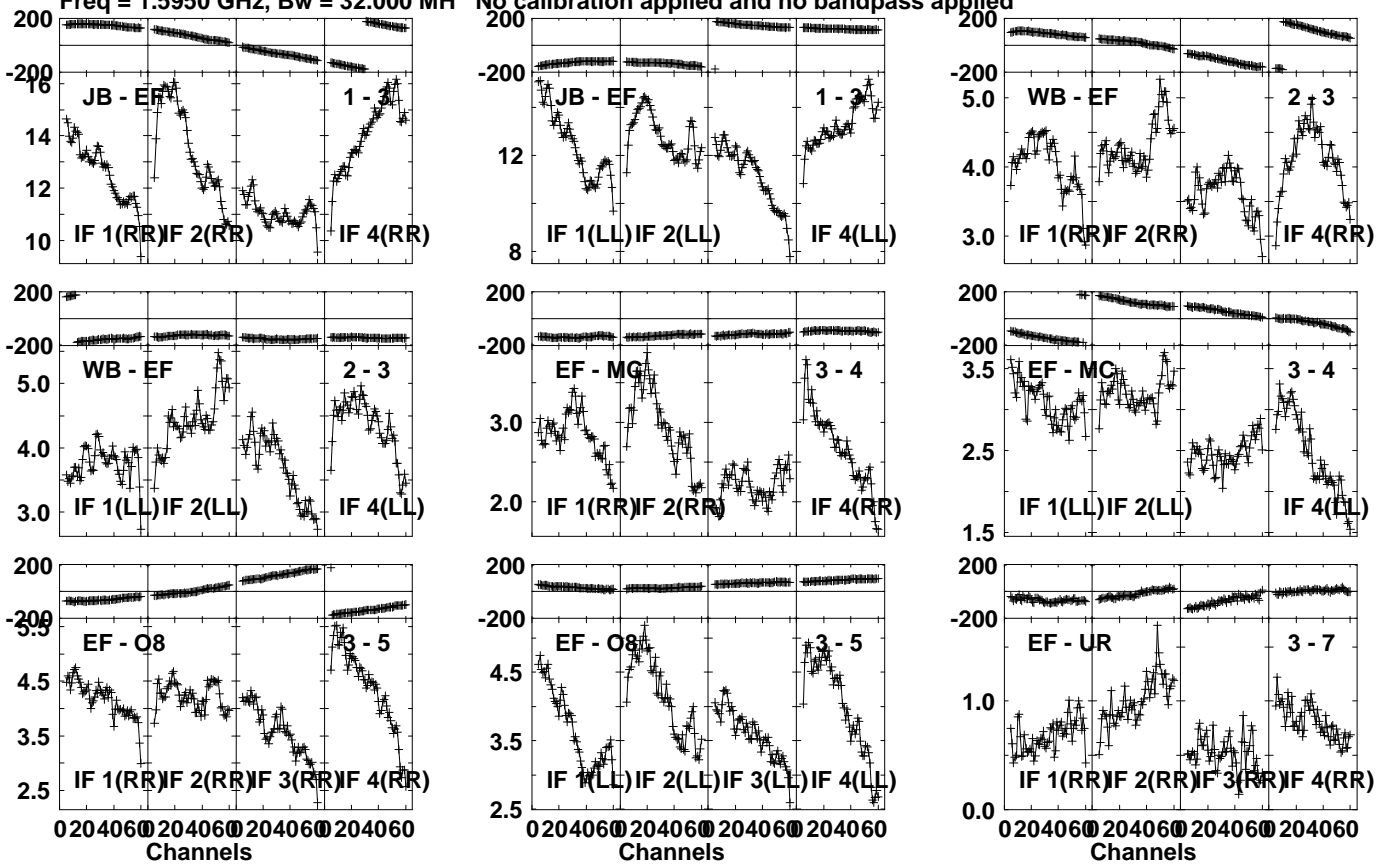 Freq = 1.5950 GHz, Bw = 32.000 MH No calibration applied and no bandpass applied
200
-200
16
14
12
10
JB - EF
1 - 3
IF 1(RR)
IF 2(RR)
IF 4(RR)
200
-200
12
8
JB - EF
1 - 3
IF 1(LL)
IF 2(LL)
IF 4(LL)
200
-200
5.0
4.0
3.0
WB - EF
2 - 3
IF 1(RR)
IF 2(RR)
IF 4(RR)
200
-200
5.0
4.0
3.0
WB - EF
2 - 3
IF 1(LL)
IF 2(LL)
IF 4(LL)
200
-200
3.0
2.0
EF - MC
3 - 4
IF 1(RR)
IF 2(RR)
IF 4(RR)
200
-200
3.5
2.5
1.5
EF - MC
3 - 4
IF 1(LL)
IF 2(LL)
IF 4(LL)
200
-200
5.5
4.5
3.5
2.5
EF - O8
3 - 5
IF 1(RR)
IF 2(RR)
IF 3(RR)
IF 4(RR)
0 20 40 60 0 20 40 60 0 20 40 60 0 20 40 60
Channels
200
-200
4.5
3.5
2.5
EF - O8
3 - 5
IF 1(LL)
IF 2(LL)
IF 3(LL)
IF 4(LL)
0 20 40 60 0 20 40 60 0 20 40 60 0 20 40 60
Channels
200
-200
1.0
0.0
EF - UR
3 - 7
IF 1(RR)
IF 2(RR)
IF 3(RR)
IF 4(RR)
0 20 40 60 0 20 40 60 0 20 40 60 0 20 40 60
Channels